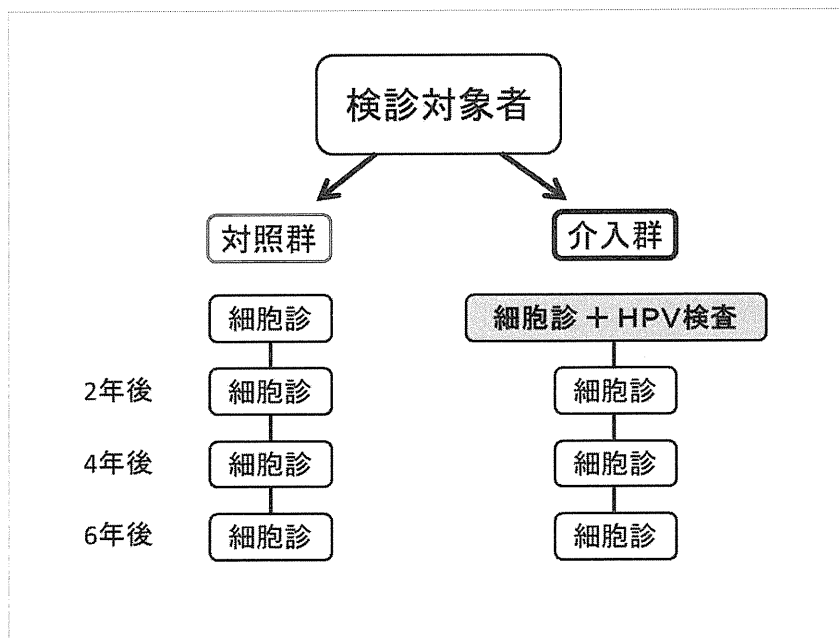 検診対象者
対照群 介入群
細胞診 細胞診 + HPV検査
2年後 細胞診 細胞診
4年後 細胞診 細胞診
6年後 細胞診 細胞診